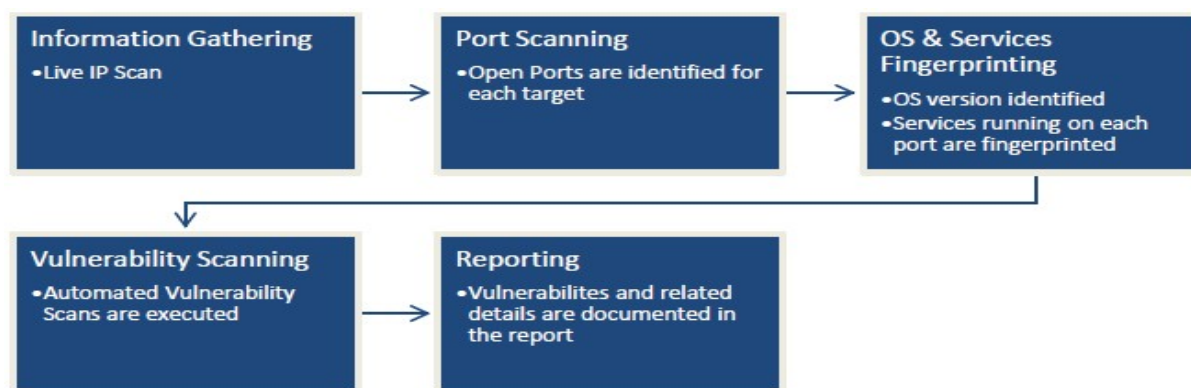 Information Gathering
•Live IP Scan
Port Scanning
•Open Ports are identified for
each target
OS & Services
Fingerprinting
•OS version identified
•Services running on each
port are fingerprinted
Vulnerability Scanning
•Automated Vulnerability
Scans are executed
Reporting
•Vulnerabilites and related
details are documented in
the report